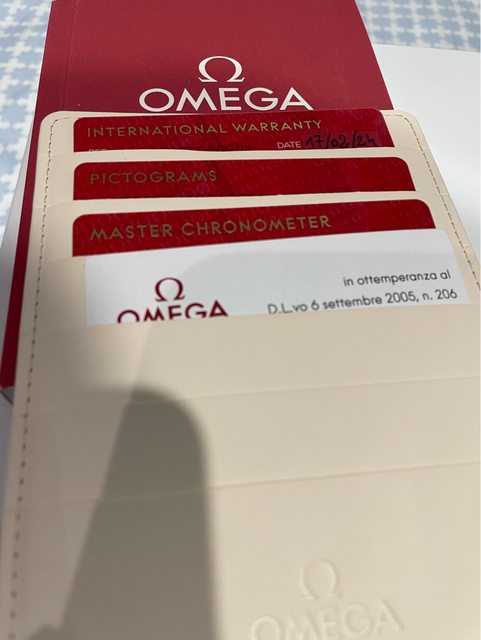 Ω
OMEGA
INTERNATIONAL WARRANTY
DATE 17/02/24
PICTOGRAMS
MASTER CHRONOMETER
Ω
OMEGA
in ottemperanza al
D.L.vo 6 settembre 2005, n. 206
Ω
OMEGA